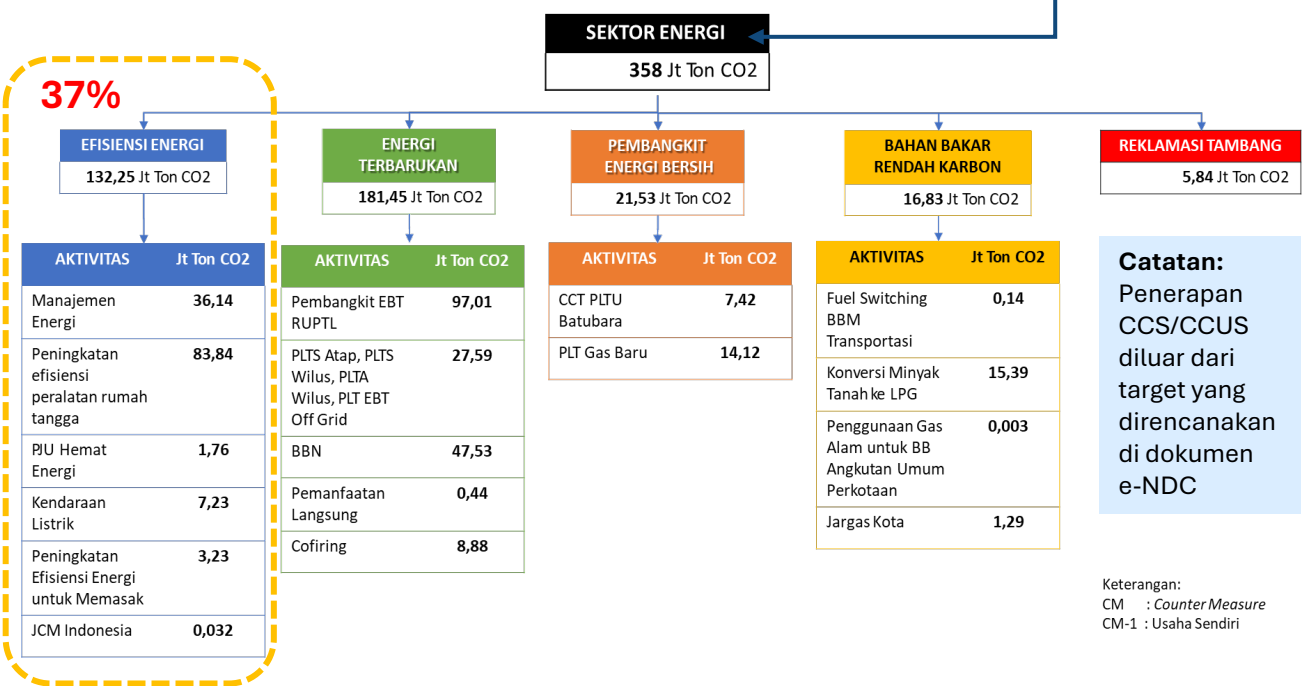 SEKTOR ENERGI
358 Jt Ton CO2
37%
EFISIENSI ENERGI
132,25 Jt Ton CO2
ENERGI
TERBARUKAN
181,45 Jt Ton CO2
PEMBANGKIT
ENERGI BERSIH
21,53 Jt Ton CO2
BAHAN BAKAR
RENDAH KARBON
16,83 Jt Ton CO2
REKLAMASI TAMBANG
5,84 Jt Ton CO2
AKTIVITAS Jt Ton CO2
Manajemen 36,14
Energi
Peningkatan 83,84
efisiensi
peralatan rumah
tangga
PJU Hemat 1,76
Energi
Kendaraan 7,23
Listrik
Peningkatan 3,23
Efisiensi Energi
untuk Memasak
JCM Indonesia 0,032
AKTIVITAS Jt Ton CO2
Pembangkit EBT 97,01
RUPTL
PLTS Atap, PLTS 27,59
Wilus, PLTA
Wilus, PLT EBT
Off Grid
BBN 47,53
Pemanfaatan 0,44
Langsung
Cofiring 8,88
AKTIVITAS Jt Ton CO2
CCT PLTU 7,42
Batubara
PLT Gas Baru 14,12
AKTIVITAS Jt Ton CO2
Fuel Switching 0,14
BBM
Transportasi
Konversi Minyak 15,39
Tanah ke LPG
Penggunaan Gas 0,003
Alam untuk BB
Angkutan Umum
Perkotaan
Jargas Kota 1,29
Catatan:
Penerapan
CCS/CCUS
diluar dari
target yang
direncanakan
di dokumen
e-NDC
Keterangan:
CM : Counter Measure
CM-1 : Usaha Sendiri